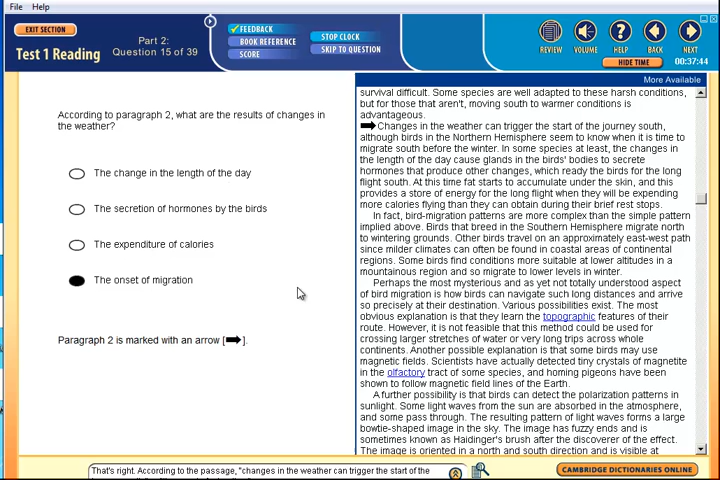 File Help
EXIT SECTION
Test 1 Reading
Part 2:
Question 15 of 39
FEEDBACK
BOOK REFERENCE
SCORE
STOP CLOCK
SKIP TO QUESTION
REVIEW
VOLUME
HELP
BACK
NEXT
HIDE TIME
00:37:44
More Available
According to paragraph 2, what are the results of changes in
the weather?
The change in the length of the day
The secretion of hormones by the birds
The expenditure of calories
The onset of migration
Paragraph 2 is marked with an arrow [➡].
survival difficult. Some species are well adapted to these harsh conditions,
but for those that aren't, moving south to warmer conditions is
advantageous.
➡Changes in the weather can trigger the start of the journey south,
although birds in the Northern Hemisphere seem to know when it is time to
migrate south before the winter. In some species at least, the changes in
the length of the day cause glands in the birds' bodies to secrete
hormones that produce other changes, which ready the birds for the long
flight south. At this time fat starts to accumulate under the skin, and this
provides a store of energy for the long flight when they will be expending
more calories flying than they can obtain during their brief rest stops.
In fact, bird-migration patterns are more complex than the simple pattern
implied above. Birds that breed in the Southern Hemisphere migrate north
to wintering grounds. Other birds travel on an approximately east-west path
since milder climates can often be found in coastal areas of continental
regions. Some birds find conditions more suitable at lower altitudes in a
mountainous region and so migrate to lower levels in winter.
Perhaps the most mysterious and as yet not totally understood aspect
of bird migration is how birds can navigate such long distances and arrive
so precisely at their destination. Various possibilities exist. The most
obvious explanation is that they learn the topographic features of their
route. However, it is not feasible that this method could be used for
crossing larger stretches of water or very long trips across whole
continents. Another possible explanation is that some birds may use
magnetic fields. Scientists have actually detected tiny crystals of magnetite
in the olfactory tract of some species, and homing pigeons have been
shown to follow magnetic field lines of the Earth.
A further possibility is that birds can detect the polarization patterns in
sunlight. Some light waves from the sun are absorbed in the atmosphere,
and some pass through. The resulting pattern of light waves forms a large
bowtie-shaped image in the sky. The image has fuzzy ends and is
sometimes known as Haidinger's brush after the discoverer of the effect.
The image is oriented in a north and south direction and is visible at
That's right. According to the passage, "changes in the weather can trigger the start of the
CAMBRIDGE DICTIONARIES ONLINE